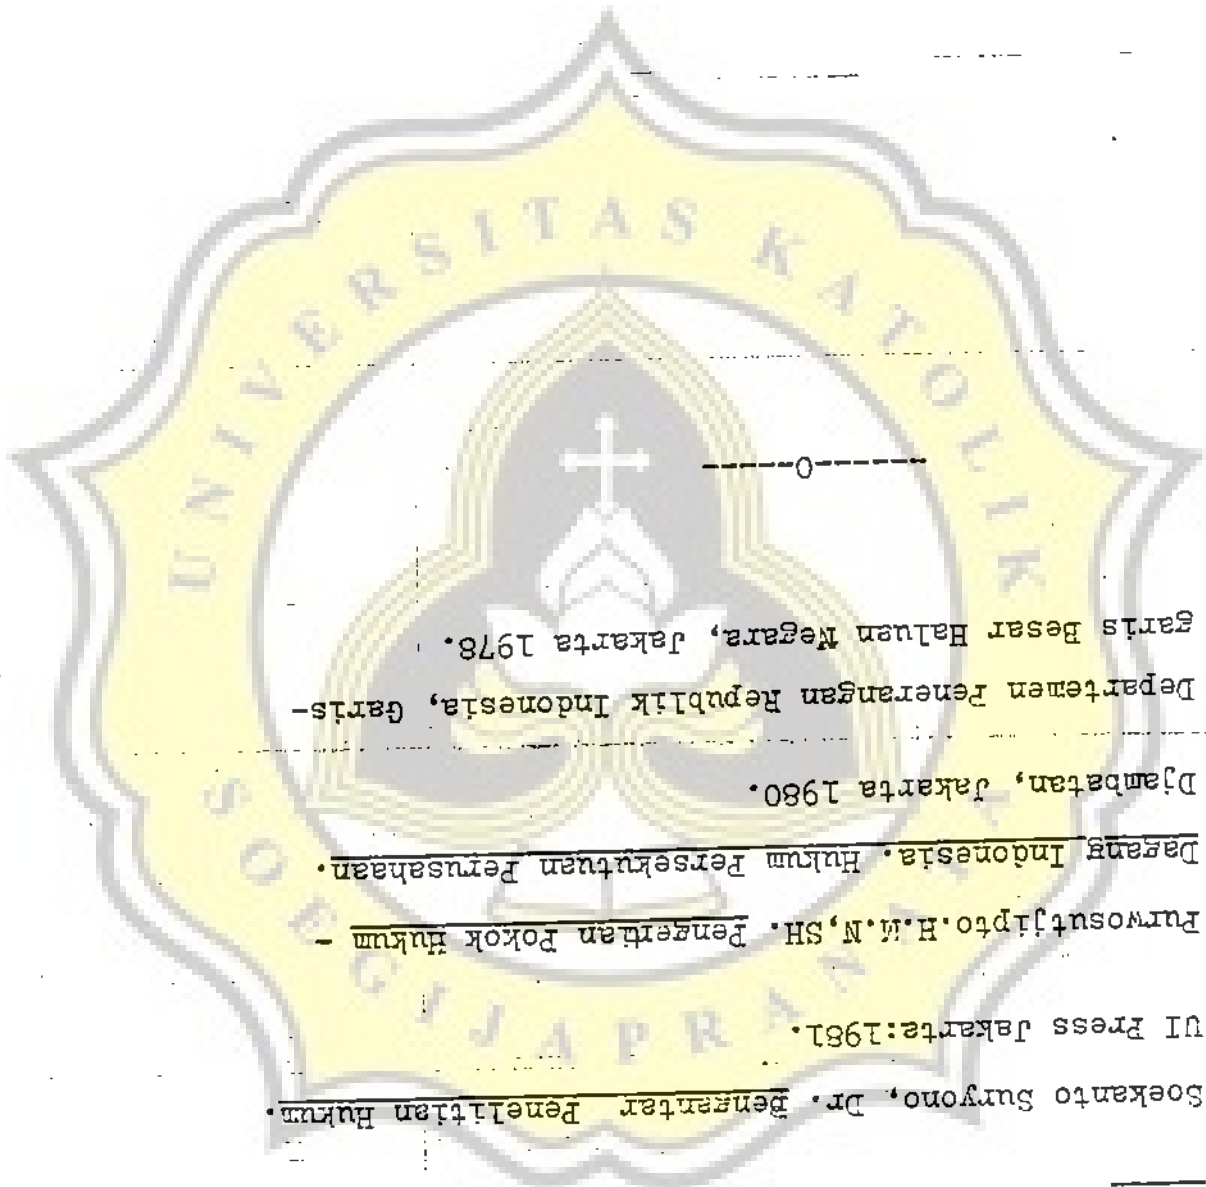 Soekanto Suryono, Dr. Bengantar Penelitian Hukum.
UI Press Jakarta:1981.
Purwosutjipto.H.M.N,SH. Pengertian Pokok Hukum -
Dagang Indonesia. Hukum Persekutuan Perusahaan.
Djambatan, Jakarta 1980.
Departemen Penerangan Republik Indonesia, Garis-
garis Besar Haluan Negara, Jakarta 1978.
------0------
UNIVERSITAS KATOLIK
SOEGIJAPRANATA